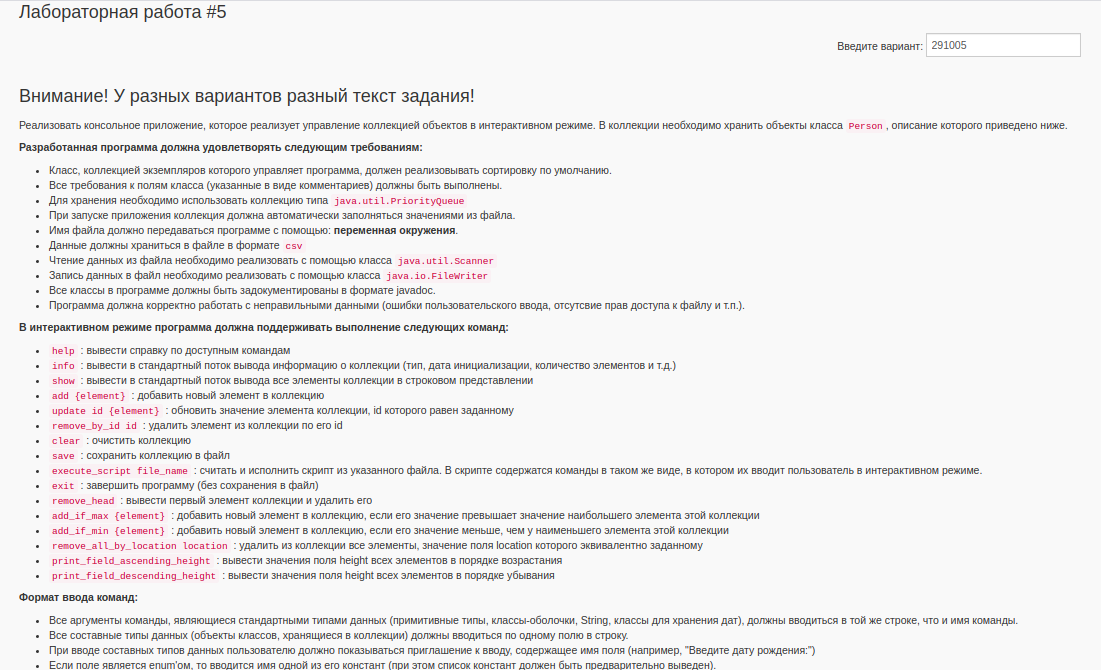 Лабораторная работа #5
Введите вариант: 291005
Внимание! У разных вариантов разный текст задания!
Реализовать консольное приложение, которое реализует управление коллекцией объектов в интерактивном режиме. В коллекции необходимо хранить объекты класса Person, описание которого приведено ниже.
Разработанная программа должна удовлетворять следующим требованиям:
• Класс, коллекцией экземпляров которого управляет программа, должен реализовывать сортировку по умолчанию.
• Все требования к полям класса (указанные в виде комментариев) должны быть выполнены.
• Для хранения необходимо использовать коллекцию типа java.util.PriorityQueue
• При запуске приложения коллекция должна автоматически заполняться значениями из файла.
• Имя файла должно передаваться программе с помощью: переменная окружения.
• Данные должны храниться в файле в формате csv
• Чтение данных из файла необходимо реализовать с помощью класса java.util.Scanner
• Запись данных в файл необходимо реализовать с помощью класса java.io.FileWriter
• Все классы в программе должны быть задокументированы в формате javadoc.
• Программа должна корректно работать с неправильными данными (ошибки пользовательского ввода, отсутсвие прав доступа к файлу и т.п.).
В интерактивном режиме программа должна поддерживать выполнение следующих команд:
• help : вывести справку по доступным командам
• info : вывести в стандартный поток вывода информацию о коллекции (тип, дата инициализации, количество элементов и т.д.)
• show : вывести в стандартный поток вывода все элементы коллекции в строковом представлении
• add {element} : добавить новый элемент в коллекцию
• update id {element} : обновить значение элемента коллекции, id которого равен заданному
• remove_by_id id : удалить элемент из коллекции по его id
• clear : очистить коллекцию
• save : сохранить коллекцию в файл
• execute_script file_name : считать и исполнить скрипт из указанного файла. В скрипте содержатся команды в таком же виде, в котором их вводит пользователь в интерактивном режиме.
• exit : завершить программу (без сохранения в файл)
• remove_head : вывести первый элемент коллекции и удалить его
• add_if_max {element} : добавить новый элемент в коллекцию, если его значение превышает значение наибольшего элемента этой коллекции
• add_if_min {element} : добавить новый элемент в коллекцию, если его значение меньше, чем у наименьшего элемента этой коллекции
• remove_all_by_location location : удалить из коллекции все элементы, значение поля location которого эквивалентно заданному
• print_field_ascending_height : вывести значения поля height всех элементов в порядке возрастания
• print_field_descending_height : вывести значения поля height всех элементов в порядке убывания
Формат ввода команд:
• Все аргументы команды, являющиеся стандартными типами данных (примитивные типы, классы-оболочки, String, классы для хранения дат), должны вводиться в той же строке, что и имя команды.
• Все составные типы данных (объекты классов, хранящиеся в коллекции) должны вводиться по одному полю в строку.
• При вводе составных типов данных пользователю должно показываться приглашение к вводу, содержащее имя поля (например, "Введите дату рождения:")
• Если поле является enum'ом, то вводится имя одной из его констант (при этом список констант должен быть предварительно выведен).